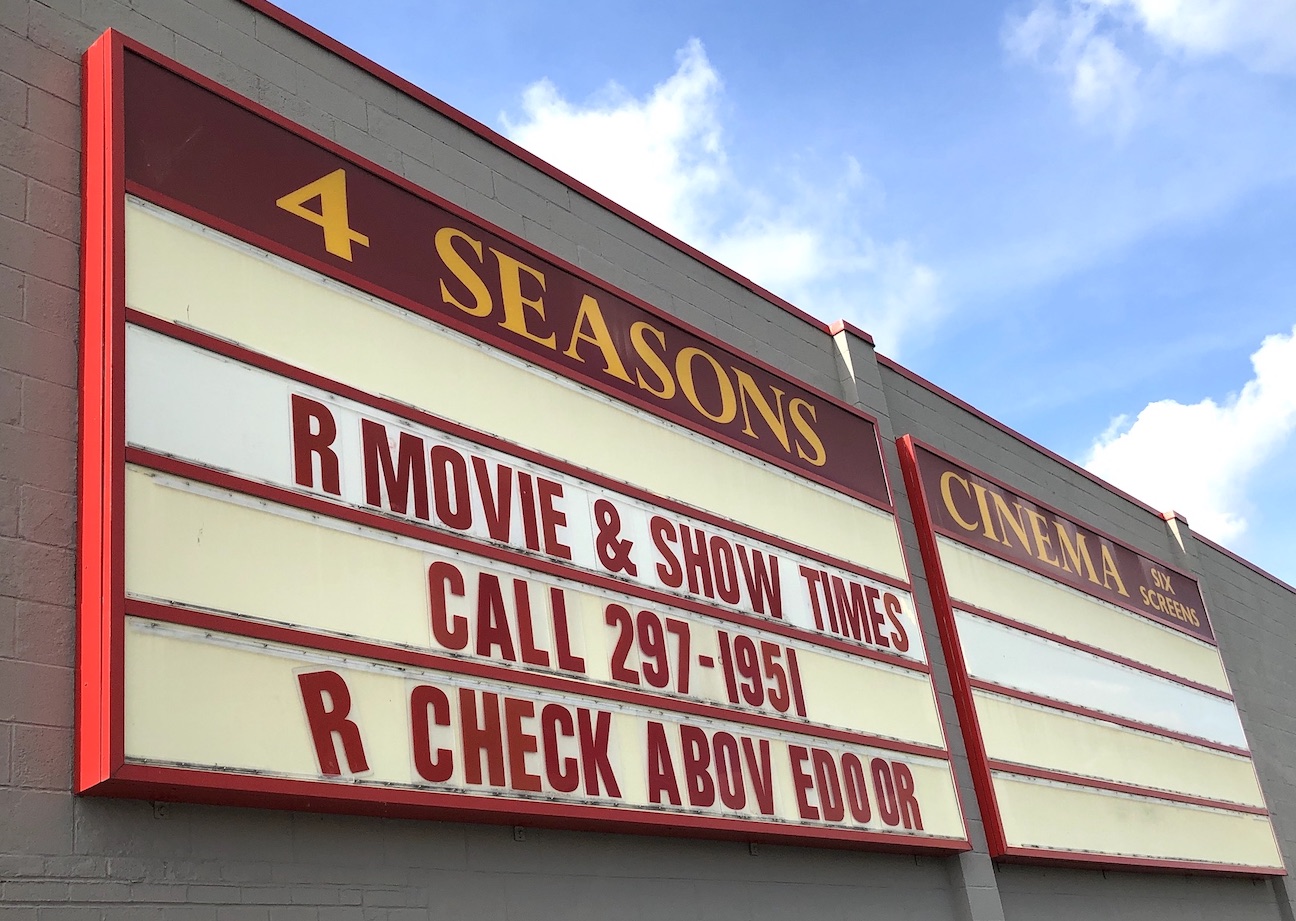 4 SEASONS
R MOVIE & SHOW TIMES
CALL 297-1951
R CHECK ABOV EDOOR
CINEMA SIX
SCREENS